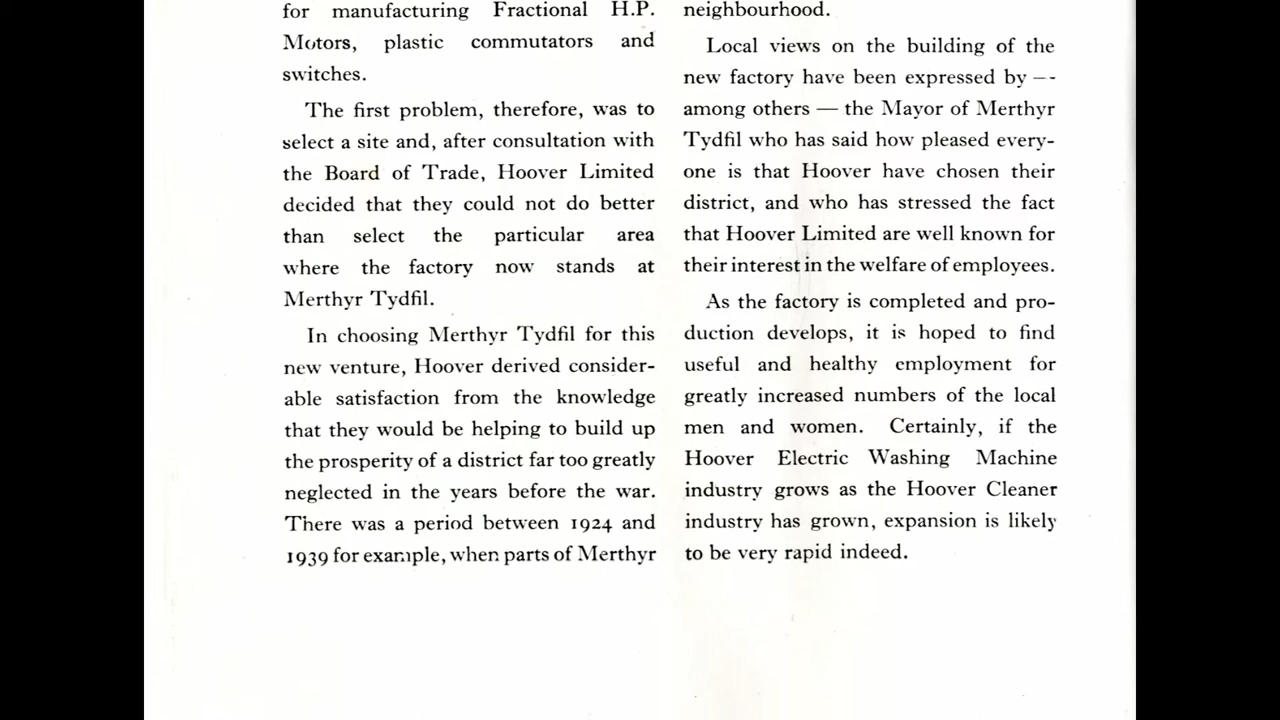 for manufacturing Fractional H.P.
Motors, plastic commutators and
switches.
The first problem, therefore, was to
select a site and, after consultation with
the Board of Trade, Hoover Limited
decided that they could not do better
than select the particular area
where the factory now stands at
Merthyr Tydfil.
In choosing Merthyr Tydfil for this
new venture, Hoover derived consider-
able satisfaction from the knowledge
that they would be helping to build up
the prosperity of a district far too greatly
neglected in the years before the war.
There was a period between 1924 and
1939 for example, when parts of Merthyr
neighbourhood.
Local views on the building of the
new factory have been expressed by —-
among others — the Mayor of Merthyr
Tydfil who has said how pleased every-
one is that Hoover have chosen their
district, and who has stressed the fact
that Hoover Limited are well known for
their interest in the welfare of employees.
As the factory is completed and pro-
duction develops, it is hoped to find
useful and healthy employment for
greatly increased numbers of the local
men and women. Certainly, if the
Hoover Electric Washing Machine
industry grows as the Hoover Cleaner
industry has grown, expansion is likely
to be very rapid indeed.